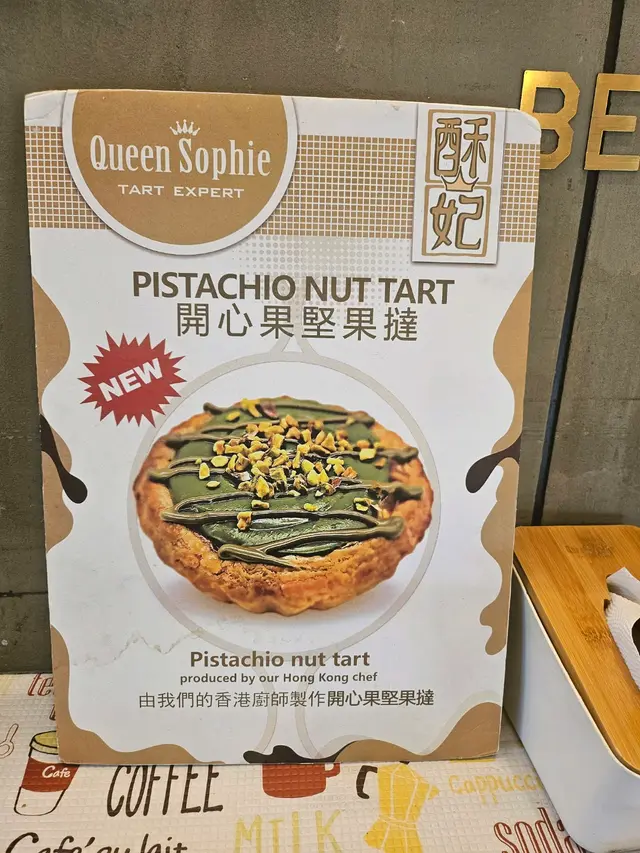 Queen Sophie
TART EXPERT
酥
妃
BE
PISTACHIO NUT TART
開心果堅果撻
NEW
Pistachio nut tart
produced by our Hong Kong chef
由我們的香港廚師製作開心果堅果撻
Cafe
COFFEE
Cappucc
Café au lait
MILK
soda